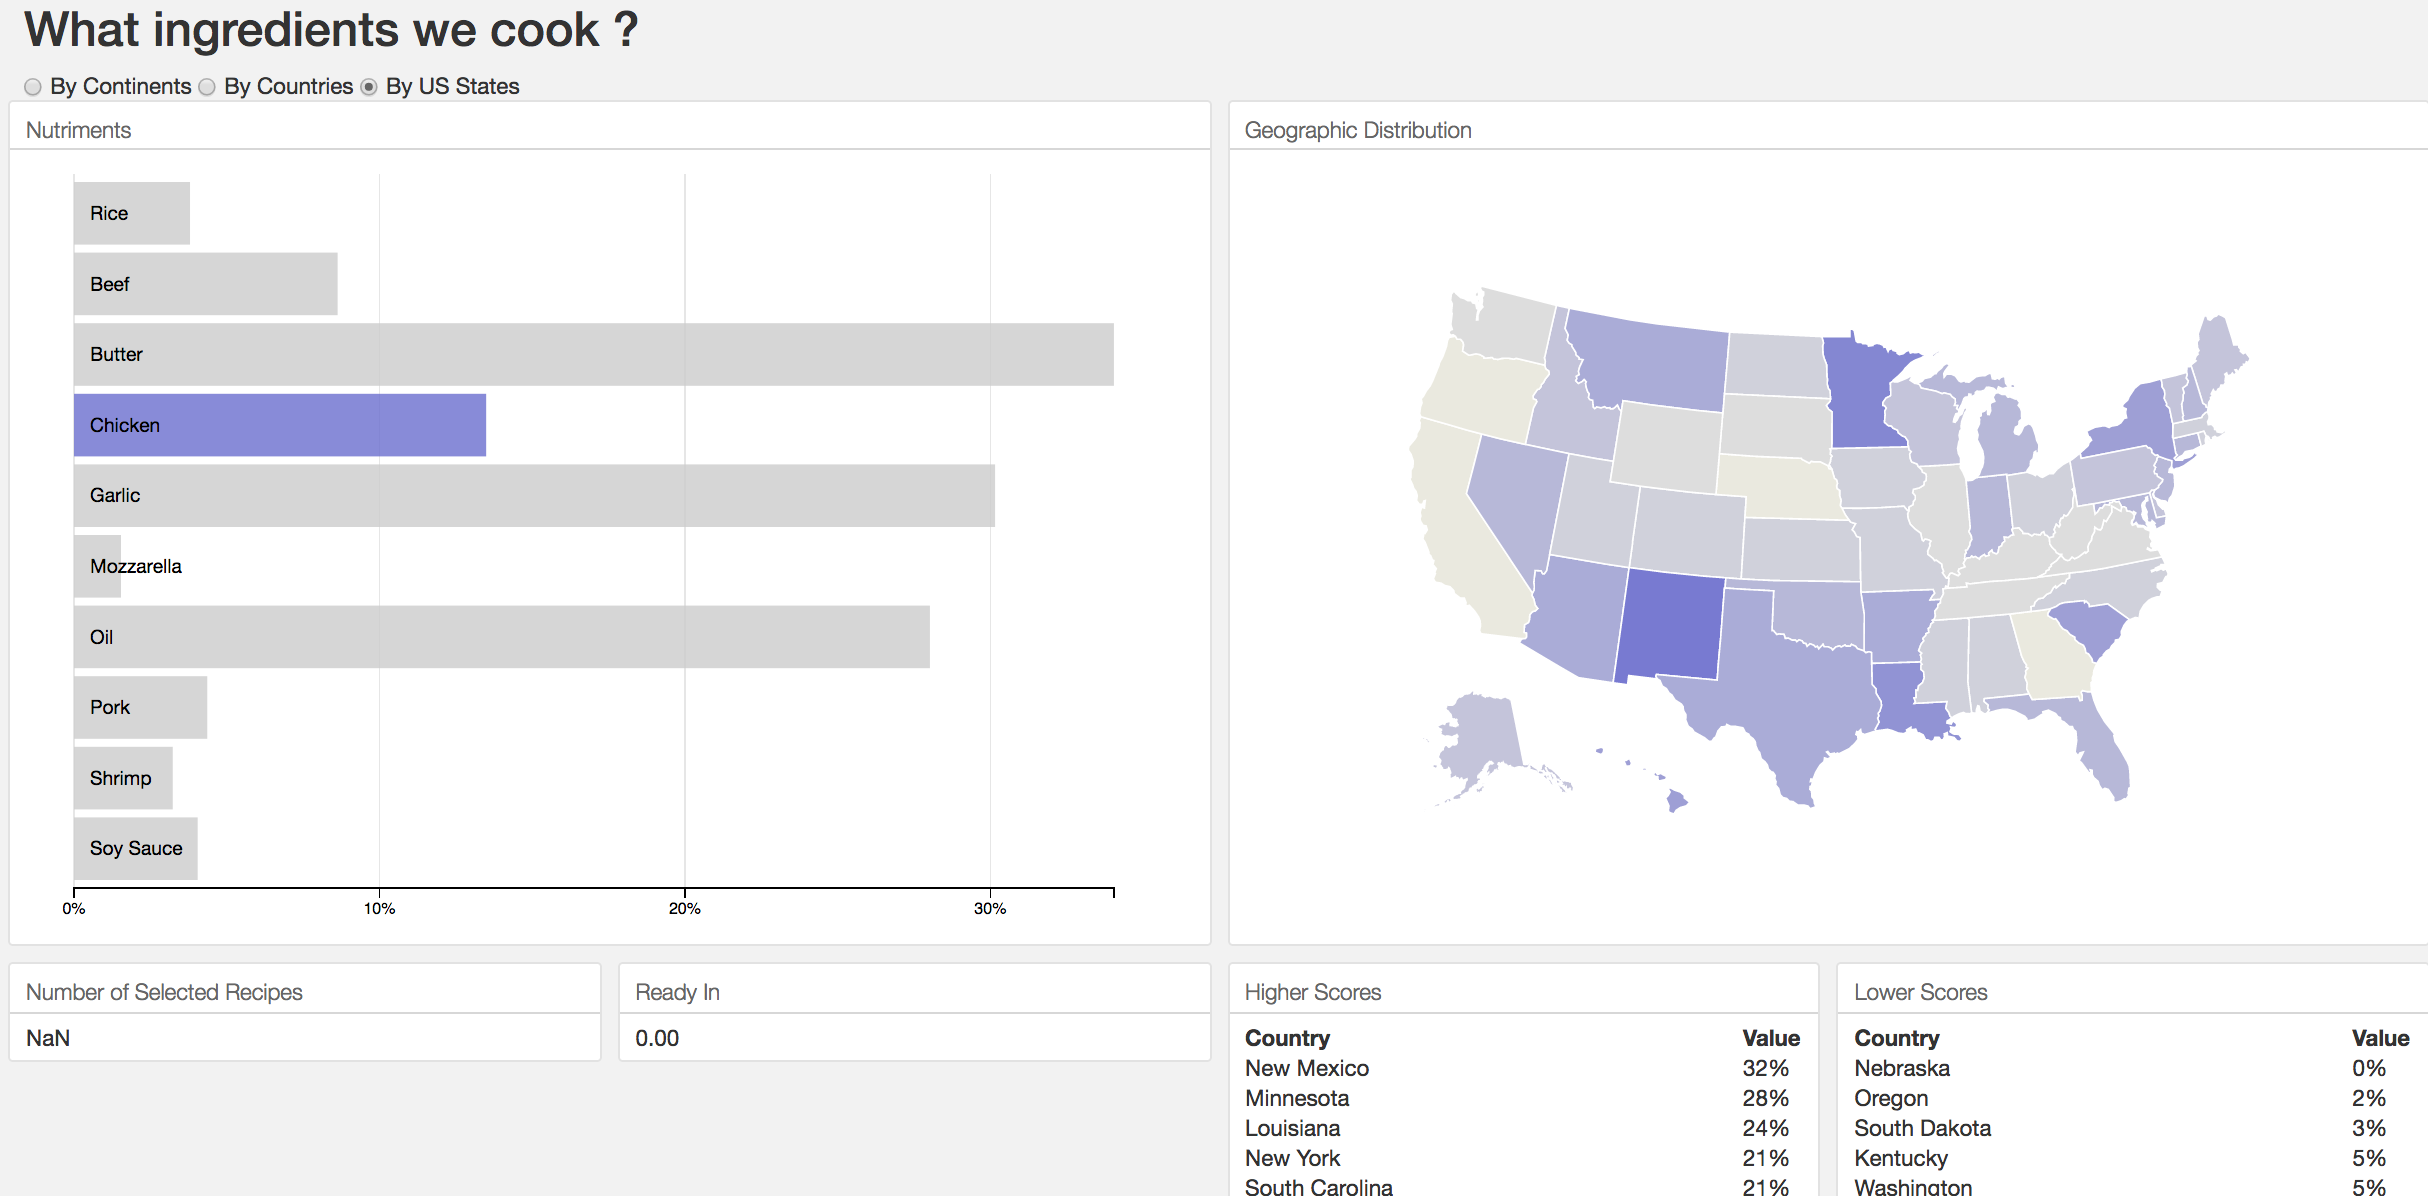 What ingredients we cook ?
By Continents By Countries By US States
Nutriments
Rice
Beef
Butter
Chicken
Garlic
Mozzarella
Oil
Pork
Shrimp
Soy Sauce
0% 10% 20% 30%
Geographic Distribution
Number of Selected Recipes
NaN
Ready In
0.00
Higher Scores
Country Value
New Mexico 32%
Minnesota 28%
Louisiana 24%
New York 21%
South Carolina 21%
Lower Scores
Country Value
Nebraska 0%
Oregon 2%
South Dakota 3%
Kentucky 5%
Washington 5%